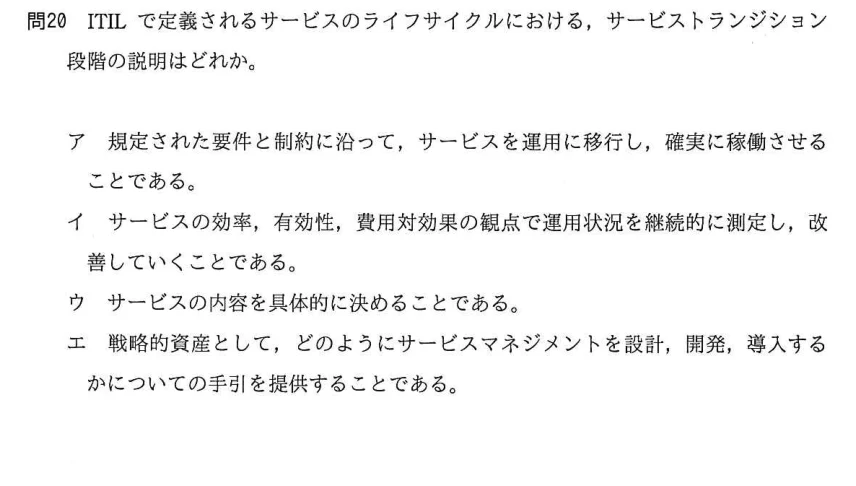 問20 ITIL で定義されるサービスのライフサイクルにおける，サービストランジション
段階の説明はどれか。
ア 規定された要件と制約に沿って，サービスを運用に移行し，確実に稼働させる
ことである。
イ サービスの効率，有効性，費用対効果の観点で運用状況を継続的に測定し，改
善していくことである。
ウ サービスの内容を具体的に決めることである。
エ 戦略的資産として，どのようにサービスマネジメントを設計，開発，導入する
かについての手引を提供することである。